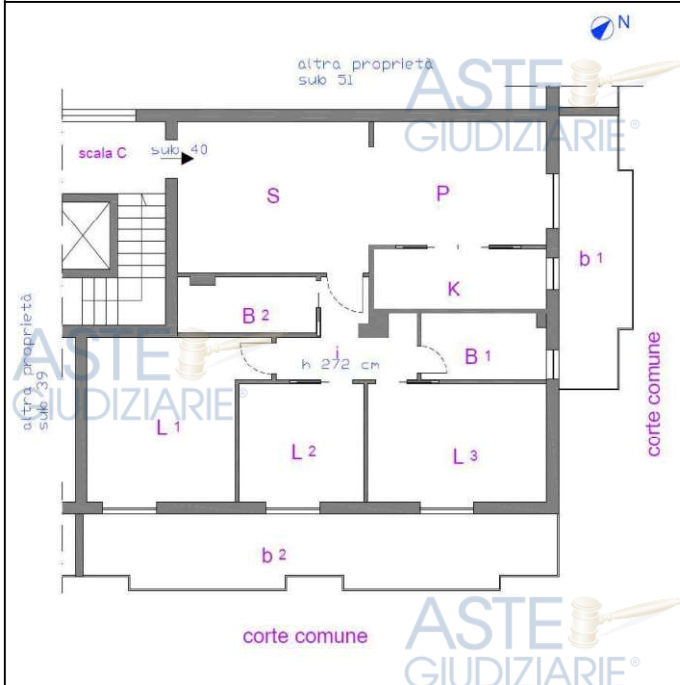 N
altra proprietà
sub 51
ASTE
GIUDIZIARIE®
scala C
sub 40
S
P
b 1
K
B 2
i
h 272 cm
B 1
altra proprietà
sub 39
ASTE
GIUDIZIARIE®
corte comune
L 1
L 2
L 3
b 2
corte comune
ASTE
GIUDIZIARIE®